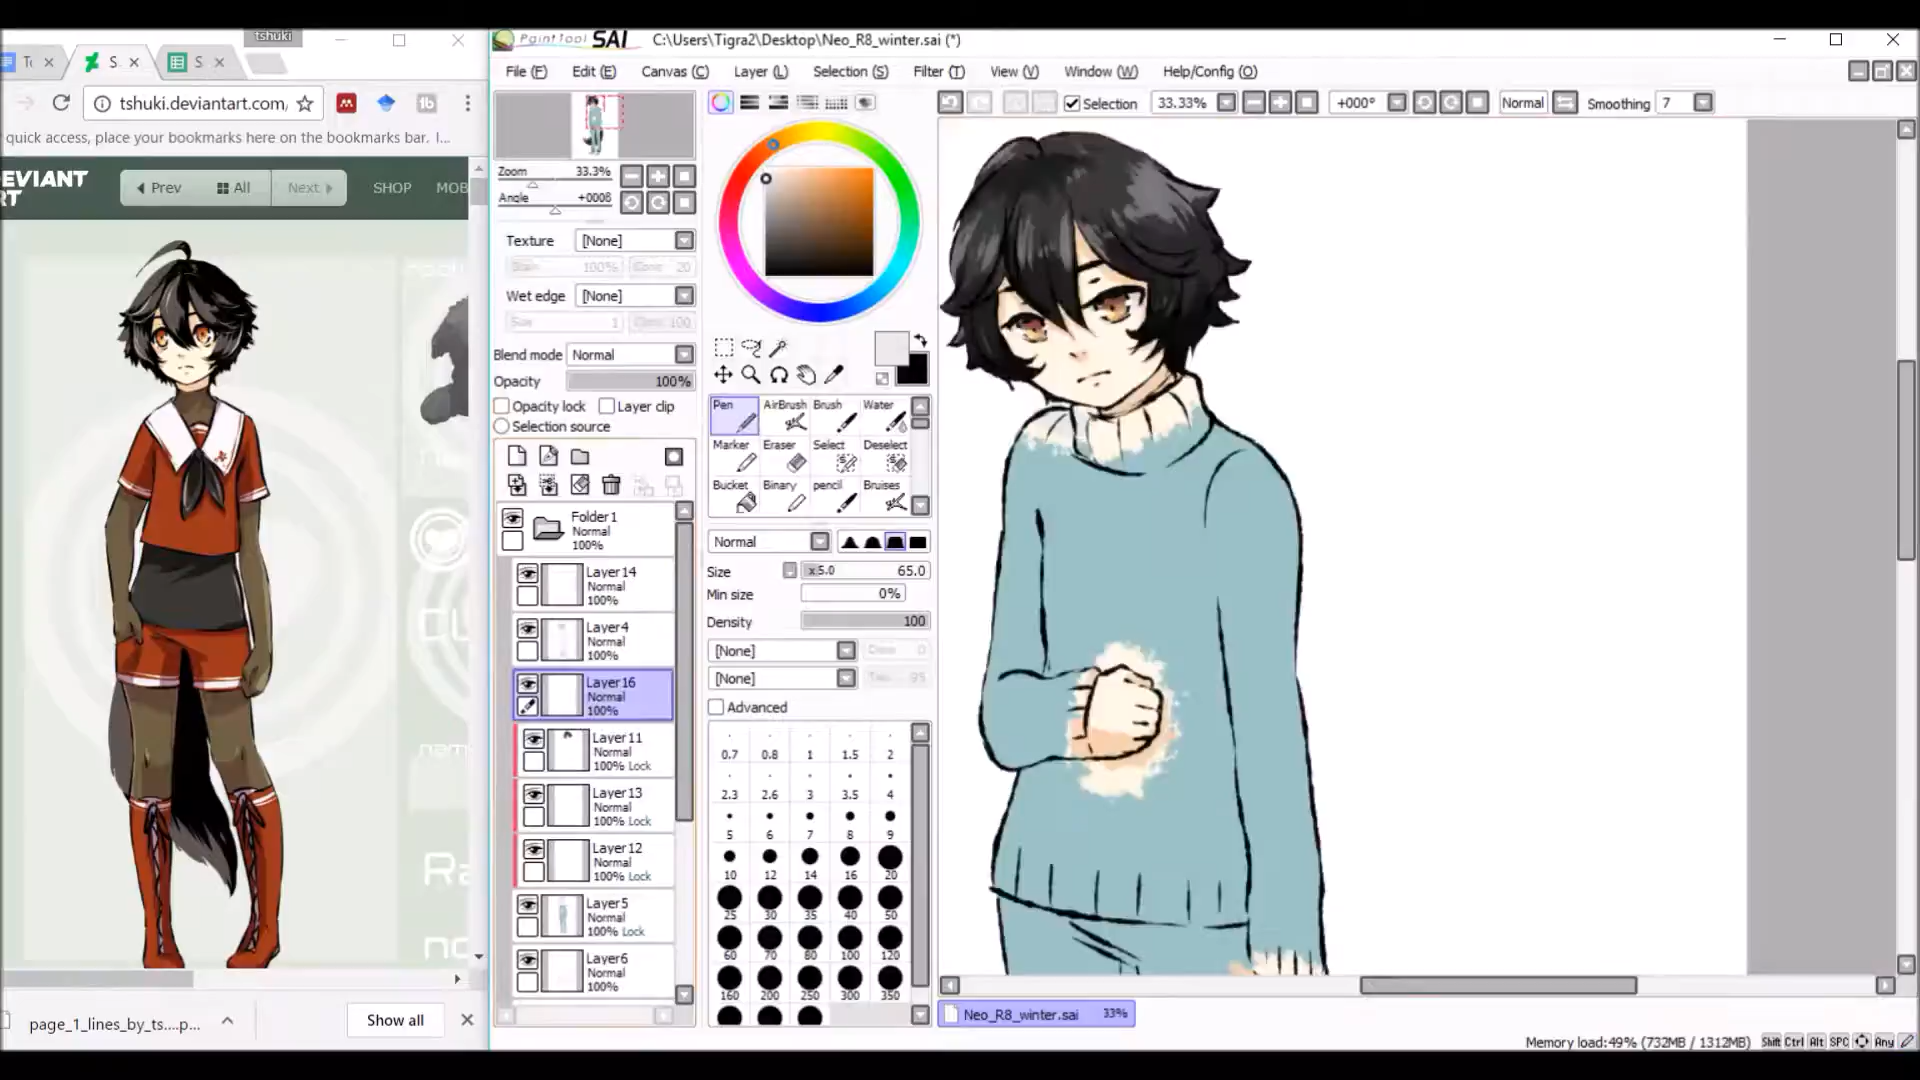 tshuki
T
S
S
tshuki.deviantart.com/
quick access, place your bookmarks here on the bookmarks bar. I...
EVIANT
RT
Prev
All
Next
SHOP
MOB
page_1_lines_by_ts....p...
Show all
PaintTool SAI
C:\Users\Tigra2\Desktop\Neo_R8_winter.sai (*)
File (F)
Edit (E)
Canvas (C)
Layer (L)
Selection (S)
Filter (T)
View (V)
Window (W)
Help/Config (O)
Selection
33.33%
+000°
Normal
Smoothing 7
Zoom 33.3%
Angle +000ß
Texture [None]
100%
20
Wet edge [None]
Size 1
100
Blend mode Normal
Opacity 100%
Opacity lock
Layer clip
Selection source
Folder1
Normal
100%
Layer14
Normal
100%
Layer4
Normal
100%
Layer16
Normal
100%
Layer11
Normal
100% Lock
Layer13
Normal
100% Lock
Layer12
Normal
100% Lock
Layer5
Normal
100% Lock
Layer6
Normal
100%
Pen AirBrush Brush Water
Marker Eraser Select Deselect
Bucket Binary pencil Bruises
Normal
Size x5.0 65.0
Min size 0%
Density 100
[None]
[None]
95
Advanced
0.7 0.8 1 1.5 2
2.3 2.6 3 3.5 4
5 6 7 8 9
10 12 14 16 20
25 30 35 40 50
60 70 80 100 120
160 200 250 300 350
Neo_R8_winter.sai 33%
Memory load:49% (732MB / 1312MB)
Shift Ctrl Alt SPC Any